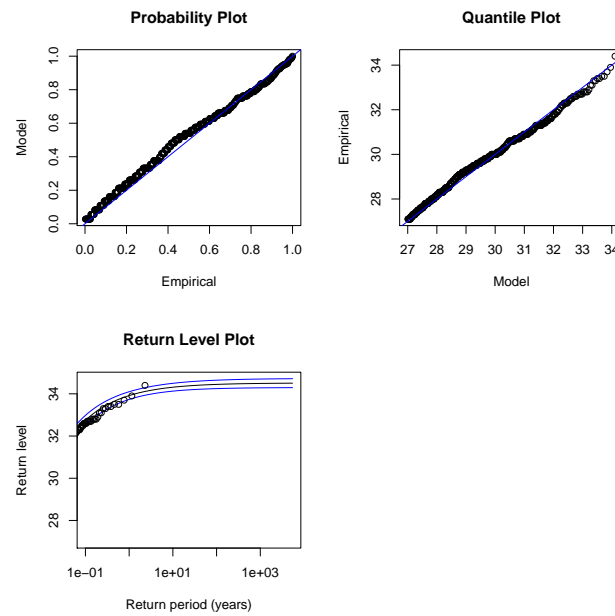 Probability Plot
Model
0.0 0.2 0.4 0.6 0.8 1.0
0.0 0.2 0.4 0.6 0.8 1.0
Empirical
Quantile Plot
Empirical
28 30 32 34
27 28 29 30 31 32 33 34
Model
Return Level Plot
Return level
28 30 32 34
1e−01 1e+01 1e+03
Return period (years)